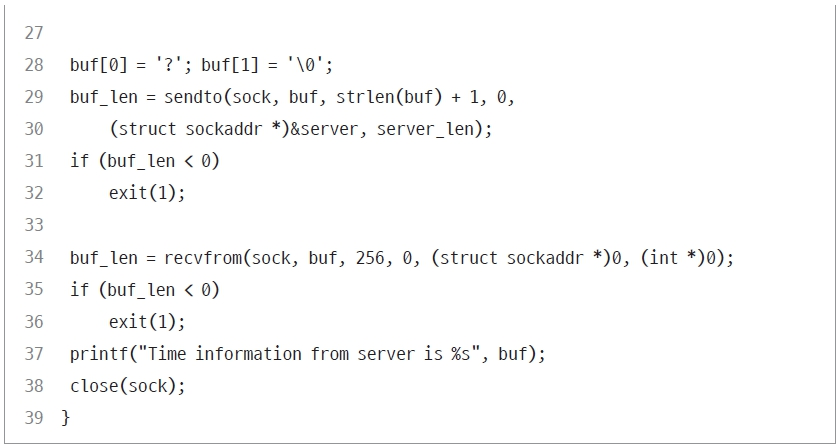 27
28 buf[0] = '?'; buf[1] = '\0';
29 buf_len = sendto(sock, buf, strlen(buf) + 1, 0,
30     (struct sockaddr *)&server, server_len);
31 if (buf_len < 0)
32     exit(1);
33
34 buf_len = recvfrom(sock, buf, 256, 0, (struct sockaddr *)0, (int *)0);
35 if (buf_len < 0)
36     exit(1);
37 printf("Time information from server is %s", buf);
38 close(sock);
39 }